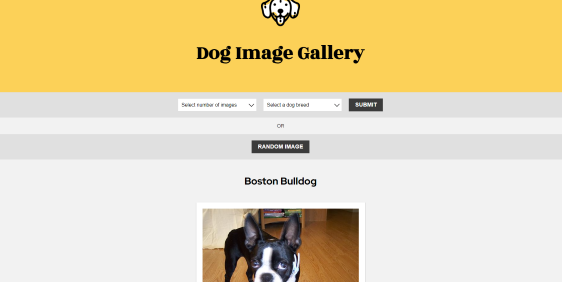 Dog Image Gallery
Select number of images Select a dog breed SUBMIT
OR
RANDOM IMAGE
Boston Bulldog